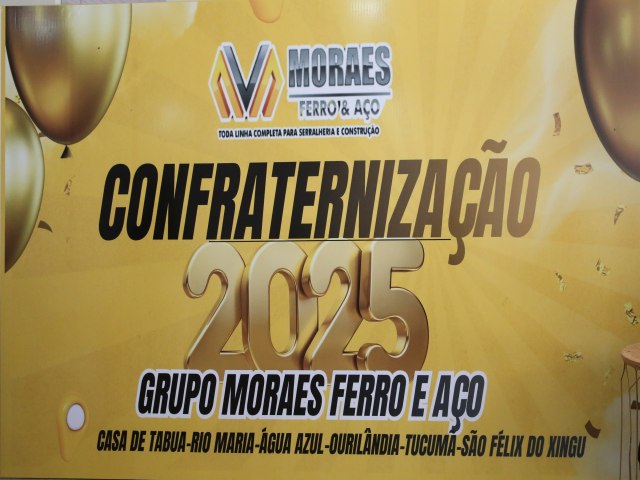 MORAES
FERRO & AÇO
TODA LINHA COMPLETA PARA SERRALHERIA E CONSTRUÇÃO
CONFRATERNIZAÇÃO
2025
GRUPO MORAES FERRO E AÇO
CASA DE TABUA-RIO MARIA-ÁGUA AZUL-OURILÂNDIA-TUCUMÃ-SÃO FÉLIX DO XINGU